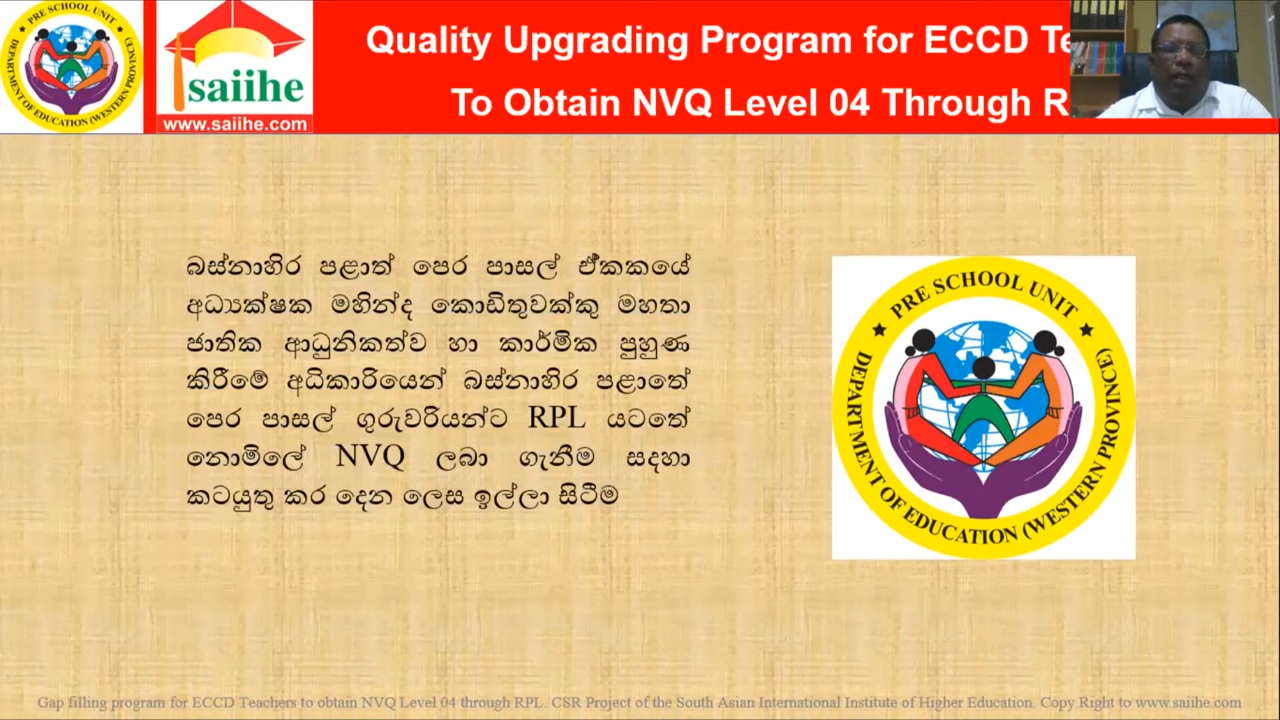 PRE SCHOOL UNIT
DEPARTMENT OF EDUCATION (WESTERN PROVINCE)
saiihe
www.saiihe.com
Quality Upgrading Program for ECCD
To Obtain NVQ Level 04 Through
බස්නාහිර පළාත් පෙර පාසල් ඒකකයේ
අධ්‍යක්ෂක මහින්ද කොඩිතුවක්කු මහතා
ජාතික ආධුනිකත්ව හා කාර්මික පුහුණ
කිරීමේ අධිකාරියෙන් බස්නාහිර පළාතේ
පෙර පාසල් ගුරුවරියන්ට RPL යටතේ
නොමිලේ NVQ ලබා ගැනීම සදහා
කටයුතු කර දෙන ලෙස ඉල්ලා සිටීම
PRE SCHOOL UNIT
DEPARTMENT OF EDUCATION (WESTERN PROVINCE)
Gap filling program for ECCD Teachers to obtain NVQ Level 04 through RPL. CSR Project of the South Asian International Institute of Higher Education. Copy Right to www.saiihe.com